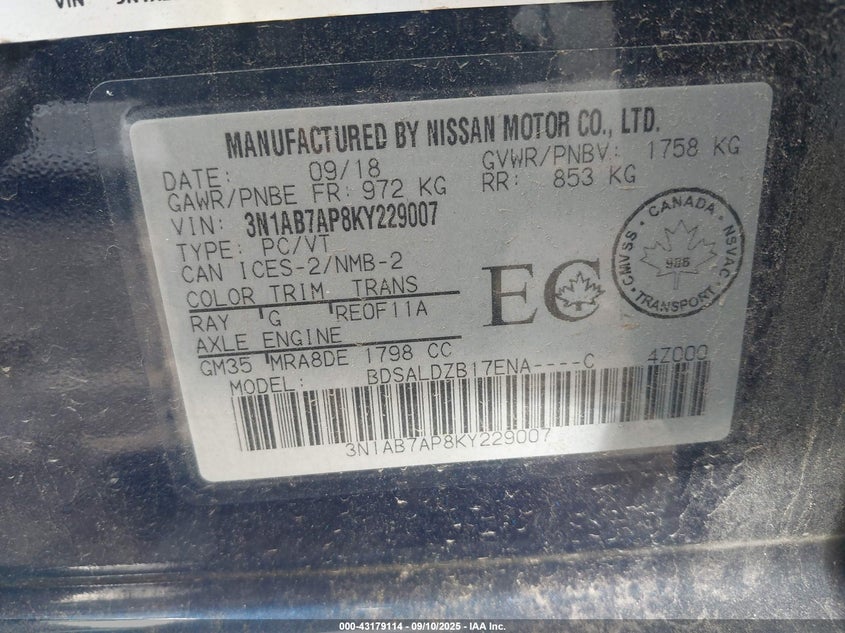 VIN
MANUFACTURED BY NISSAN MOTOR CO., LTD.
DATE: 09/18 GVWR/PNBV: 1758 KG
GAWR/PNBE FR: 972 KG RR: 853 KG
VIN: 3N1AB7AP8KY229007
TYPE: PC/VT
CAN ICES-2/NMB-2
COLOR TRIM TRANS
RAY G RE0F11A
AXLE ENGINE
GM35 MRA8DE 1798 CC
MODEL: BDSALDZB17ENA----C 4Z000
3N1AB7AP8KY229007
EC
CANADA
CMVSS NSVAC
985
TRANSPORT
000-43179114 - 09/10/2025 - IAA Inc.